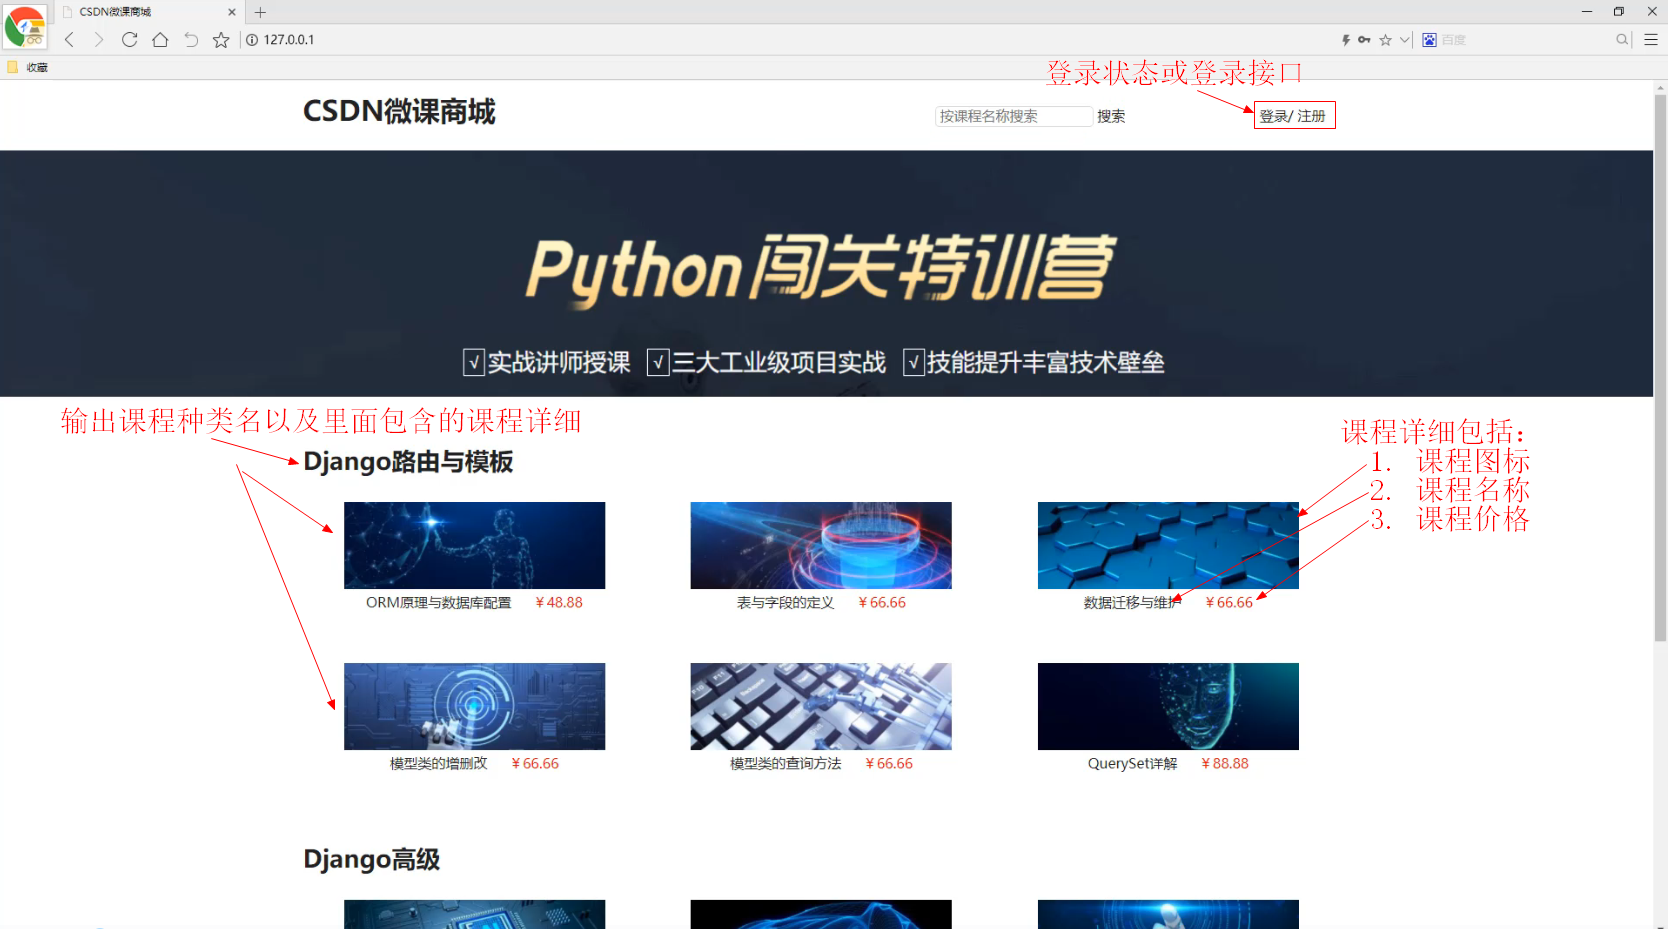 CSDN微课商城
127.0.0.1
百度
收藏
登录状态或登录接口
CSDN微课商城
按课程名称搜索 搜索
登录/ 注册
Python闯关特训营
√实战讲师授课 √三大工业级项目实战 √技能提升丰富技术壁垒
输出课程种类名以及里面包含的课程详细
课程详细包括：
1. 课程图标
2. 课程名称
3. 课程价格
Django路由与模板
ORM原理与数据库配置 ￥48.88
表与字段的定义 ￥66.66
数据迁移与维护 ￥66.66
模型类的增删改 ￥66.66
模型类的查询方法 ￥66.66
QuerySet详解 ￥88.88
Django高级